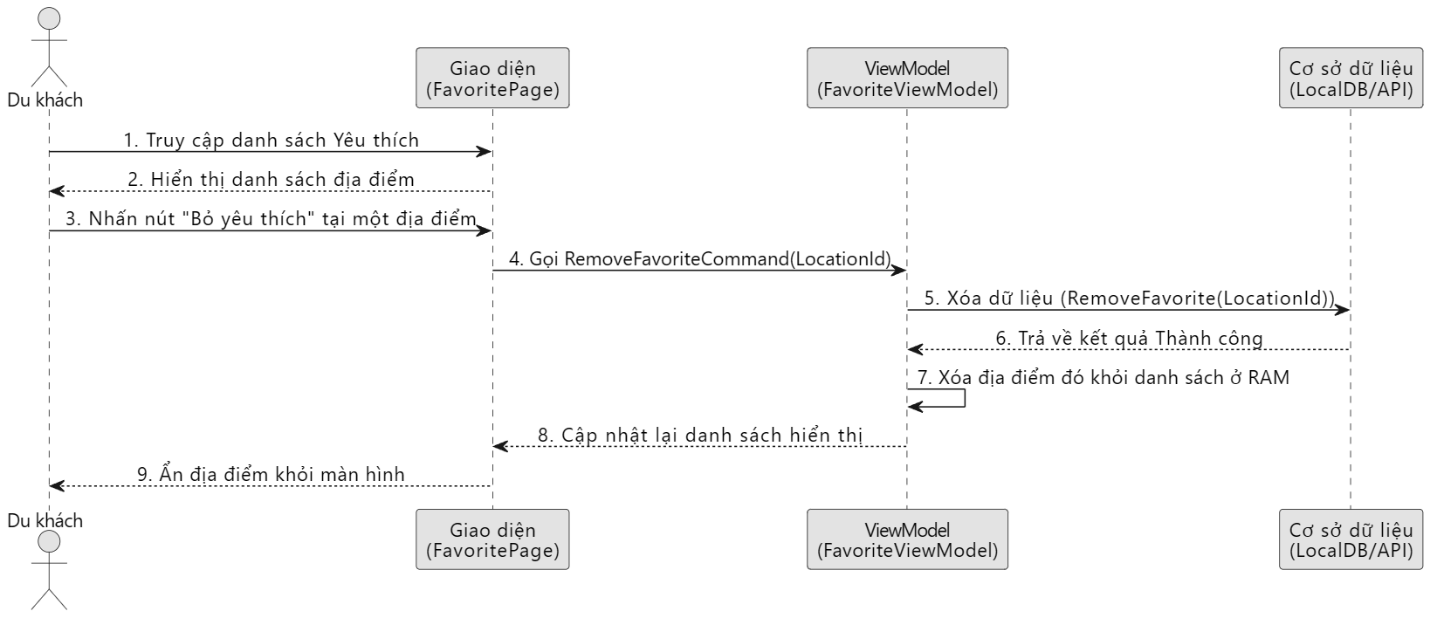 Du khách
Giao diện
(FavoritePage)
ViewModel
(FavoriteViewModel)
Cơ sở dữ liệu
(LocalDB/API)
1. Truy cập danh sách Yêu thích
2. Hiển thị danh sách địa điểm
3. Nhấn nút "Bỏ yêu thích" tại một địa điểm
4. Gọi RemoveFavoriteCommand(LocationId)
5. Xóa dữ liệu (RemoveFavorite(LocationId))
6. Trả về kết quả Thành công
7. Xóa địa điểm đó khỏi danh sách ở RAM
8. Cập nhật lại danh sách hiển thị
9. Ẩn địa điểm khỏi màn hình
Du khách
Giao diện
(FavoritePage)
ViewModel
(FavoriteViewModel)
Cơ sở dữ liệu
(LocalDB/API)